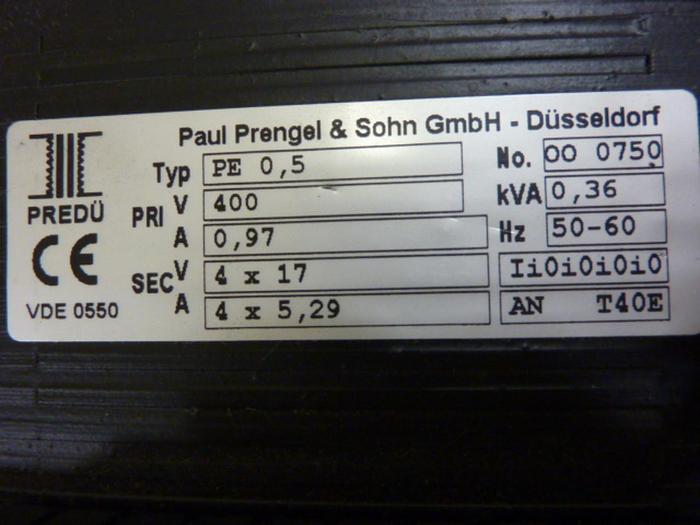 Paul Prengel & Sohn GmbH - Düsseldorf
PREDÜ
CE
VDE 0550
Typ PE 0,5 No. 00 0750
PRI V 400 kVA 0,36
A 0,97 Hz 50-60
SEC V 4 x 17 Ii0i0i0i0
A 4 x 5,29 AN T40E